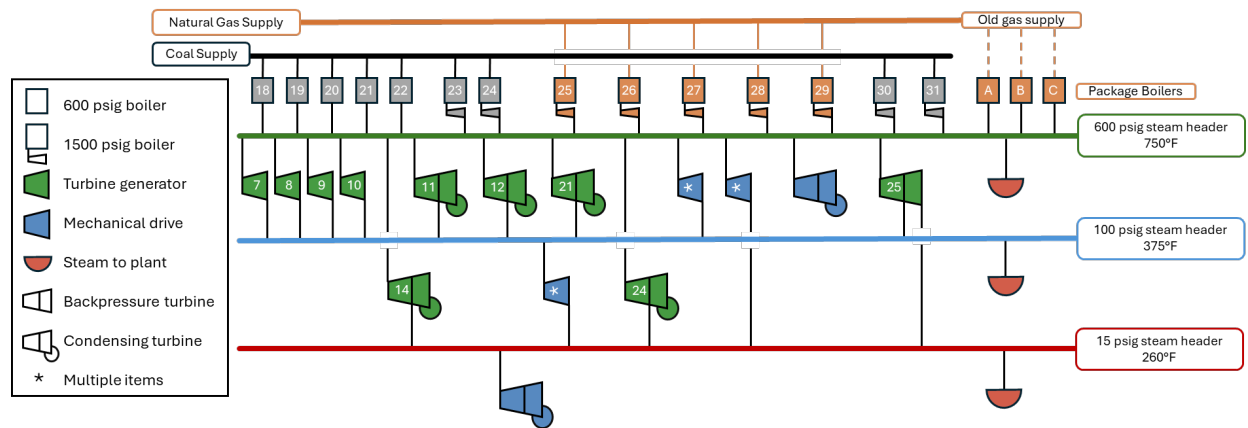 Natural Gas Supply
Old gas supply
Coal Supply
18 19 20 21 22 23 24 25 26 27 28 29 30 31 A B C
Package Boilers
600 psig boiler
1500 psig boiler
Turbine generator
Mechanical drive
Steam to plant
Backpressure turbine
Condensing turbine
* Multiple items
600 psig steam header
750°F
7 8 9 10 11 12 21 * * 25
100 psig steam header
375°F
14 * 24
15 psig steam header
260°F